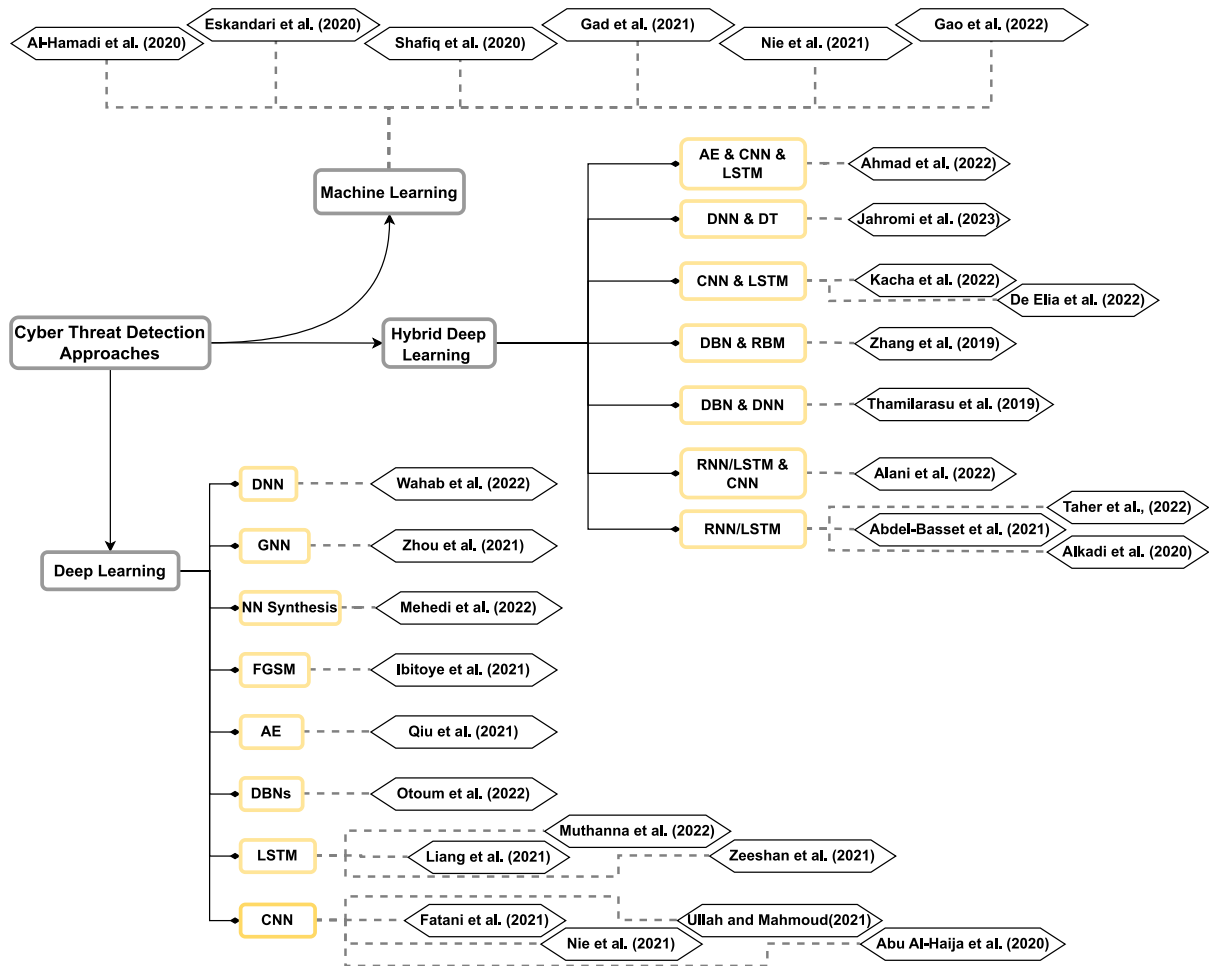 Al-Hamadi et al. (2020)
Eskandari et al. (2020)
Shafiq et al. (2020)
Gad et al. (2021)
Nie et al. (2021)
Gao et al. (2022)
Machine Learning
Cyber Threat Detection
Approaches
Hybrid Deep
Learning
AE & CNN &
LSTM
Ahmad et al. (2022)
DNN & DT
Jahromi et al. (2023)
CNN & LSTM
Kacha et al. (2022)
De Elia et al. (2022)
DBN & RBM
Zhang et al. (2019)
DBN & DNN
Thamilarasu et al. (2019)
RNN/LSTM &
CNN
Alani et al. (2022)
RNN/LSTM
Taher et al., (2022)
Abdel-Basset et al. (2021)
Alkadi et al. (2020)
Deep Learning
DNN
Wahab et al. (2022)
GNN
Zhou et al. (2021)
NN Synthesis
Mehedi et al. (2022)
FGSM
Ibitoye et al. (2021)
AE
Qiu et al. (2021)
DBNs
Otoum et al. (2022)
LSTM
Muthanna et al. (2022)
Liang et al. (2021)
Zeeshan et al. (2021)
CNN
Fatani et al. (2021)
Ullah and Mahmoud(2021)
Nie et al. (2021)
Abu Al-Haija et al. (2020)